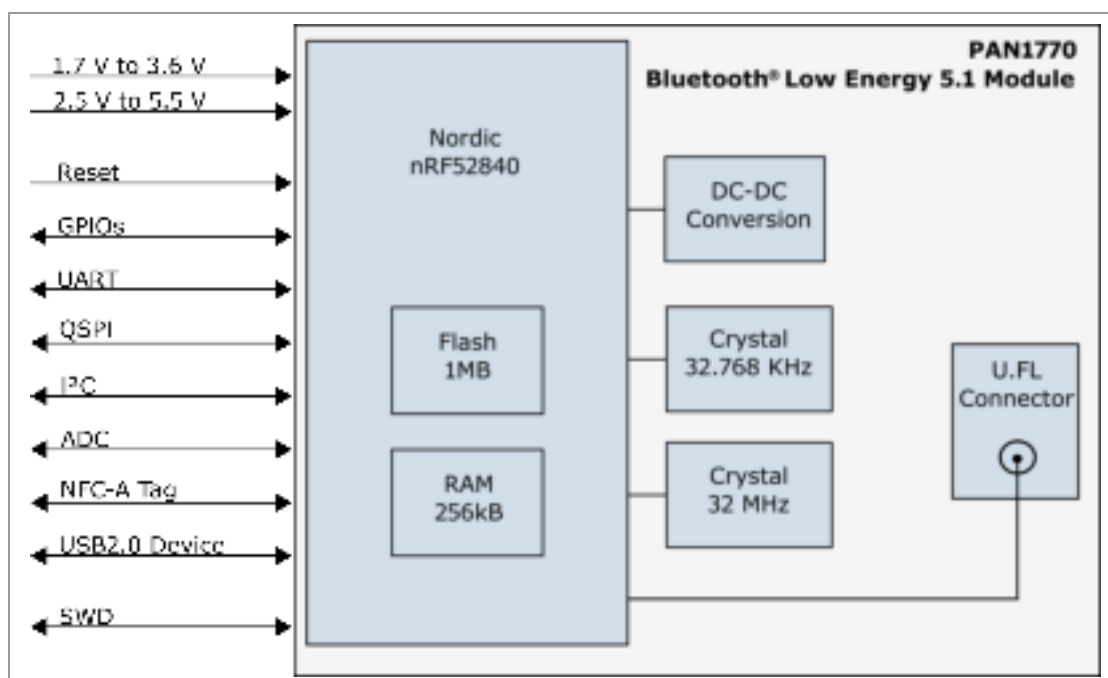 PAN1770
Bluetooth® Low Energy 5.1 Module
1.7 V to 3.6 V
2.5 V to 5.5 V
Reset
GPIOs
UART
QSPI
I²C
ADC
NFC-A Tag
USB2.0 Device
SWD
Nordic
nRF52840
Flash
1MB
RAM
256kB
DC-DC
Conversion
Crystal
32.768 KHz
Crystal
32 MHz
U.FL
Connector